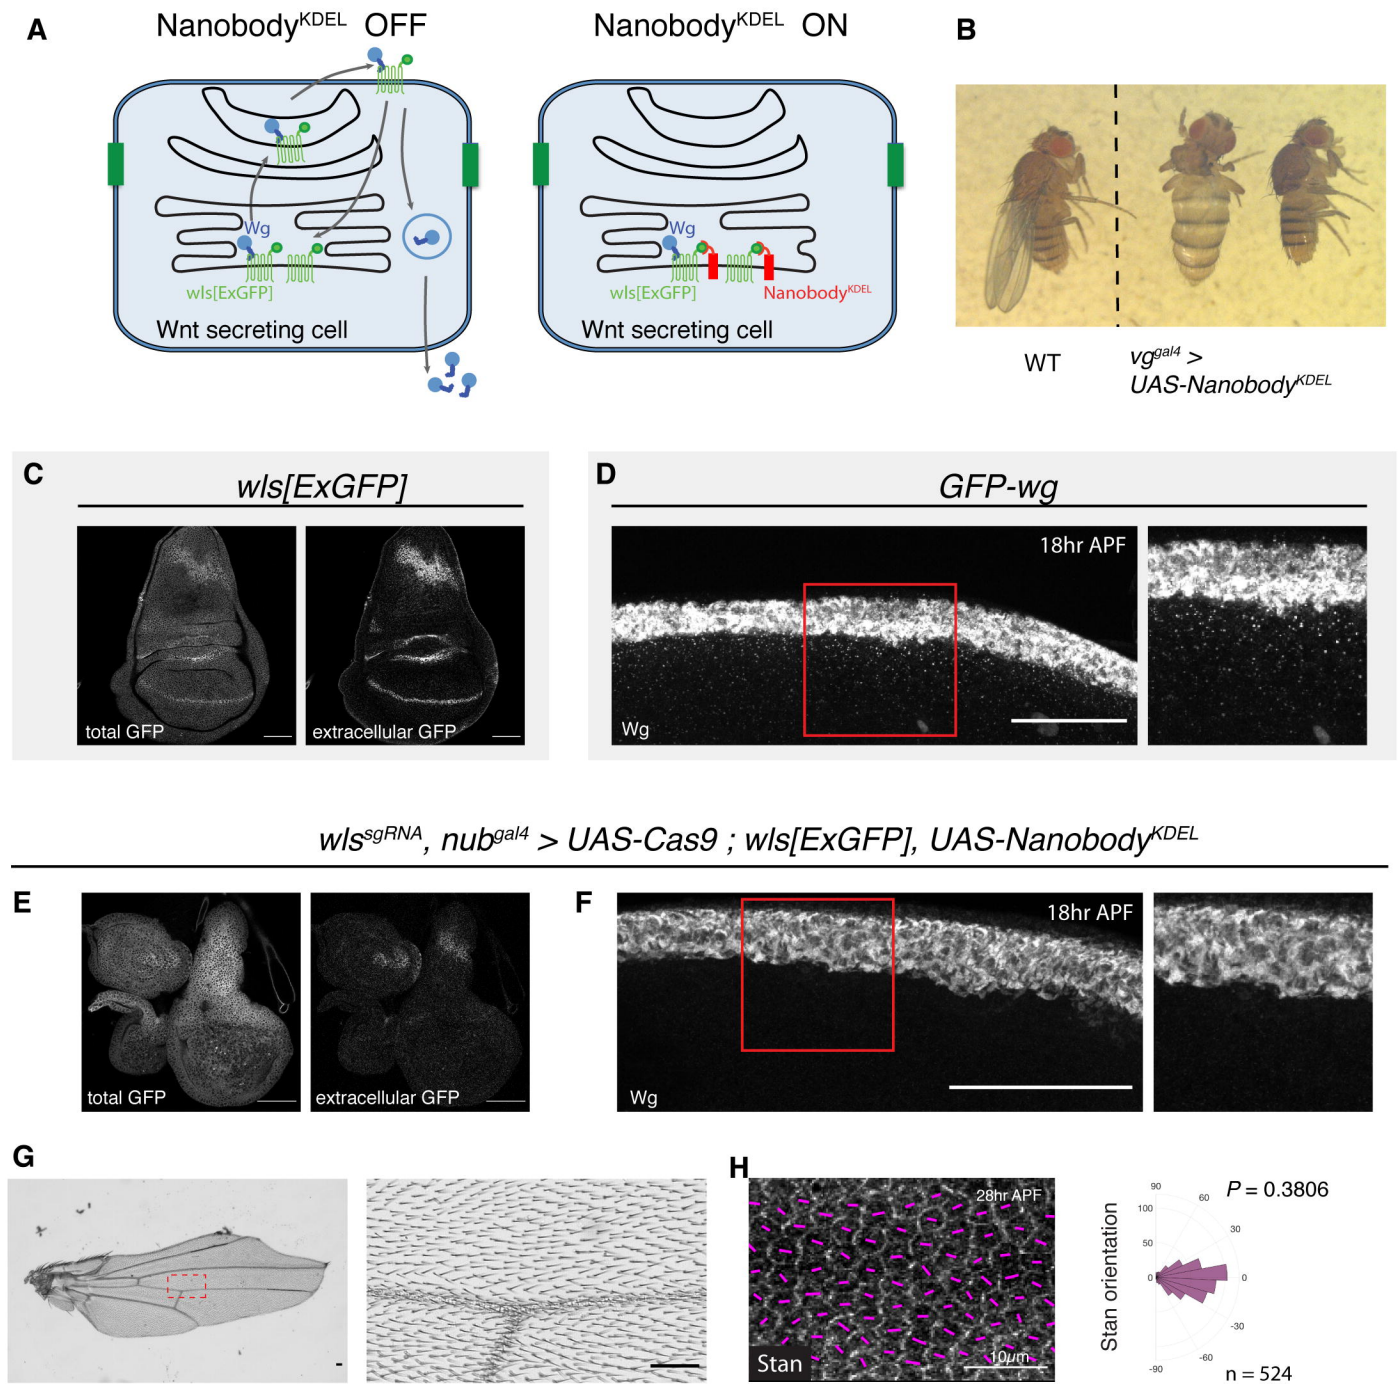 A
Nanobody^KDEL OFF
Nanobody^KDEL ON
Wg
wls[ExGFP]
Wnt secreting cell
Wg
wls[ExGFP]
Nanobody^KDEL
Wnt secreting cell
B
WT
vg^gal4 >
UAS-Nanobody^KDEL
C
wls[ExGFP]
total GFP
extracellular GFP
D
GFP-wg
18hr APF
Wg
wls^sgRNA, nub^gal4 > UAS-Cas9 ; wls[ExGFP], UAS-Nanobody^KDEL
E
total GFP
extracellular GFP
F
18hr APF
Wg
G
H
28hr APF
Stan
10μm
Stan orientation
90
100
50
0
-90
60
30
0
-30
-60
P = 0.3806
n = 524